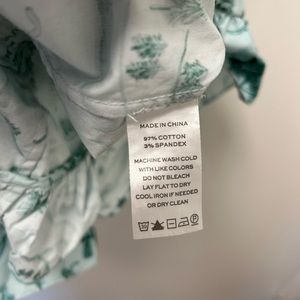 MADE IN CHINA
97% COTTON
3% SPANDEX
MACHINE WASH COLD
WITH LIKE COLORS
DO NOT BLEACH
LAY FLAT TO DRY
COOL IRON IF NEEDED
OR DRY CLEAN